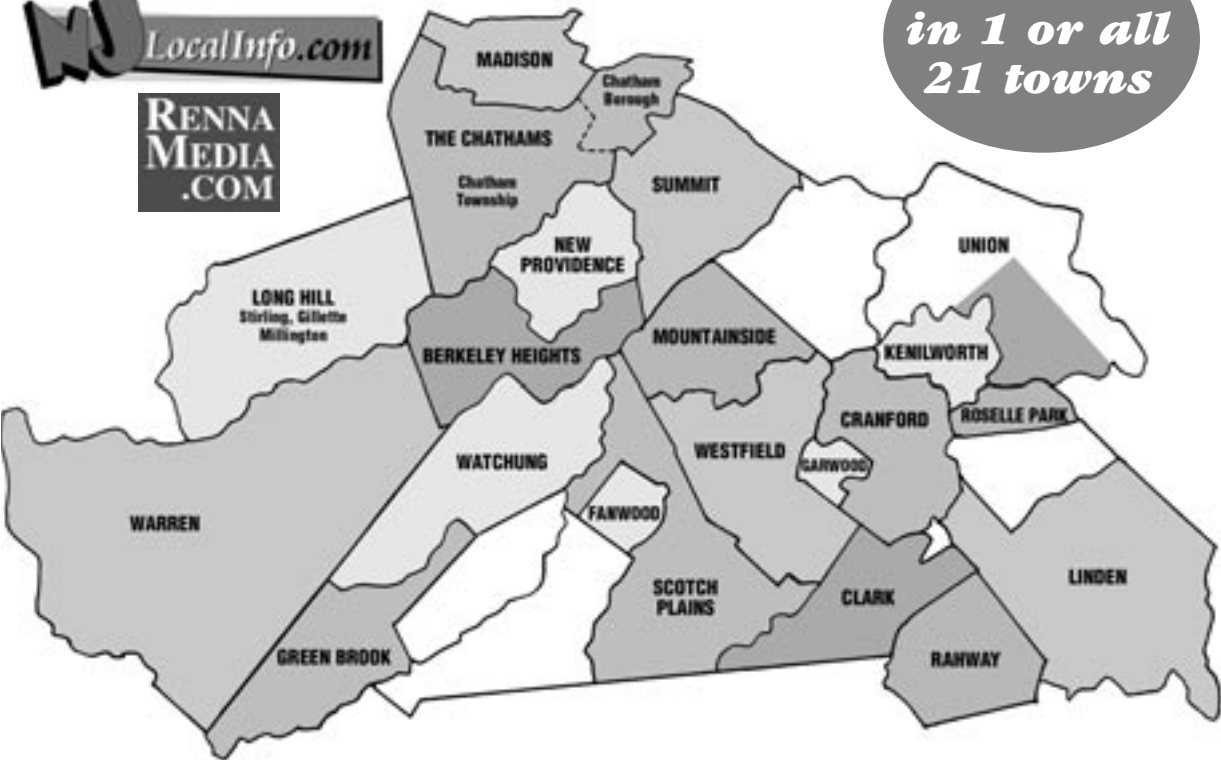 NJ LocalInfo.com
RENNA
MEDIA
.COM
in 1 or all
21 towns
MADISON
Chatham
Borough
THE CHATHAMS
Chatham
Township
SUMMIT
NEW
PROVIDENCE
UNION
LONG HILL
Stirling, Gillette
Millington
BERKELEY HEIGHTS
MOUNTAINSIDE
KENILWORTH
CRANFORD
ROSELLE PARK
WATCHUNG
WESTFIELD
GARWOOD
WARREN
FANWOOD
SCOTCH
PLAINS
CLARK
LINDEN
GREEN BROOK
RAHWAY